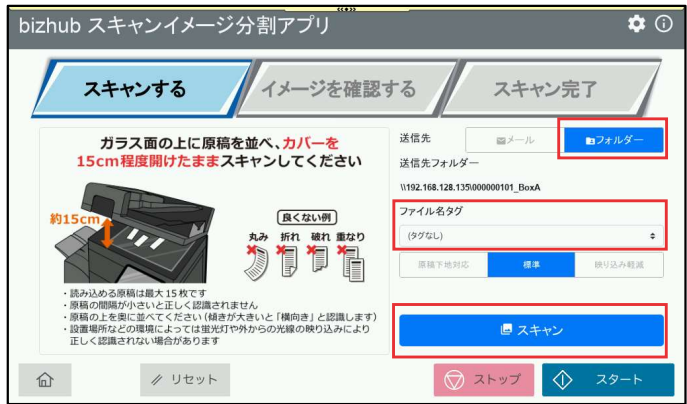 bizhub スキャンイメージ分割アプリ
スキャンする
イメージを確認する
スキャン完了
ガラス面の上に原稿を並べ、カバーを
15cm程度開けたままスキャンしてください
約15cm
良くない例
丸み 折れ 破れ 重なり
・読み込める原稿は最大15枚です
・原稿の間隔が小さいと正しく認識されません
・原稿の上を奥に並べてください(傾きが大きいと「横向き」と認識します)
・設置場所などの環境によっては蛍光灯や外からの光線の映り込みにより
正しく認識されない場合があります
送信先
メール
フォルダー
送信先フォルダー
\\192.168.128.135\000000101_BoxA
ファイル名タグ
(タグなし)
原稿下地対応
標準
映り込み軽減
スキャン
リセット
ストップ
スタート